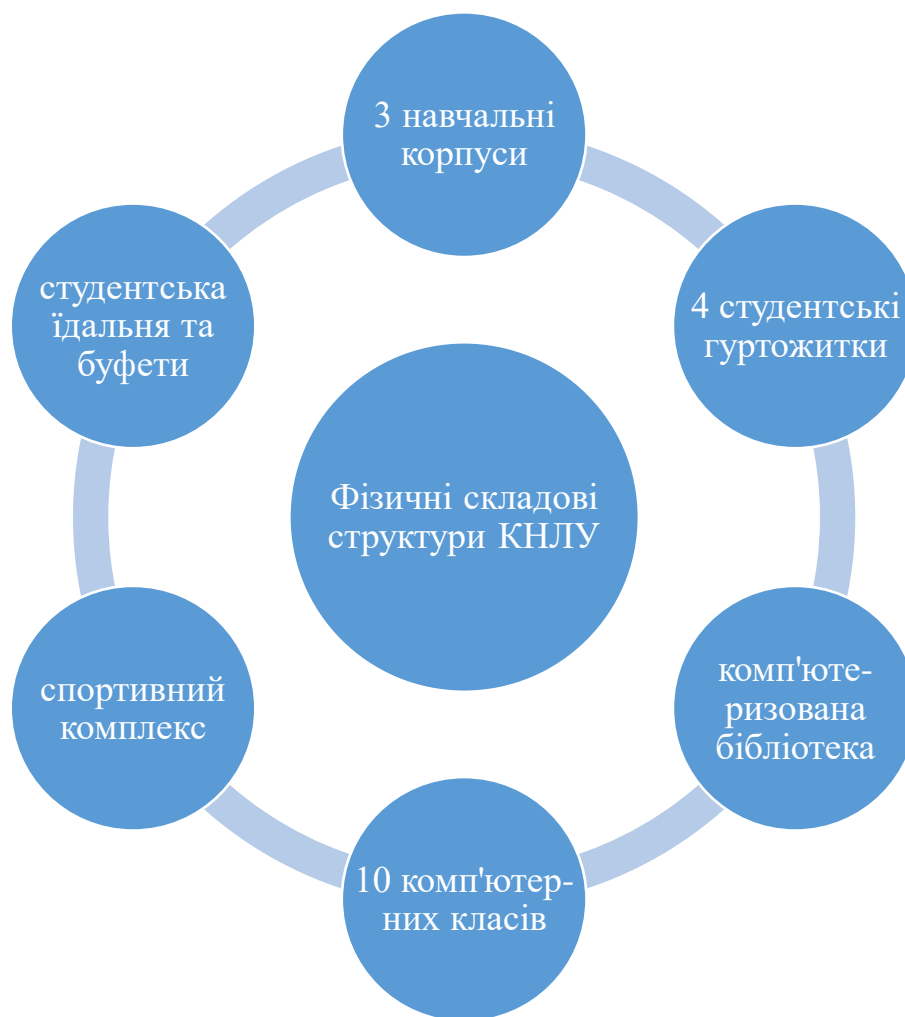 3 навчальні
корпуси
4 студентські
гуртожитки
комп'юте-
ризована
бібліотека
10 комп'ютер-
них класів
спортивний
комплекс
студентська
їдальня та
буфети
Фізичні складові
структури КНЛУ